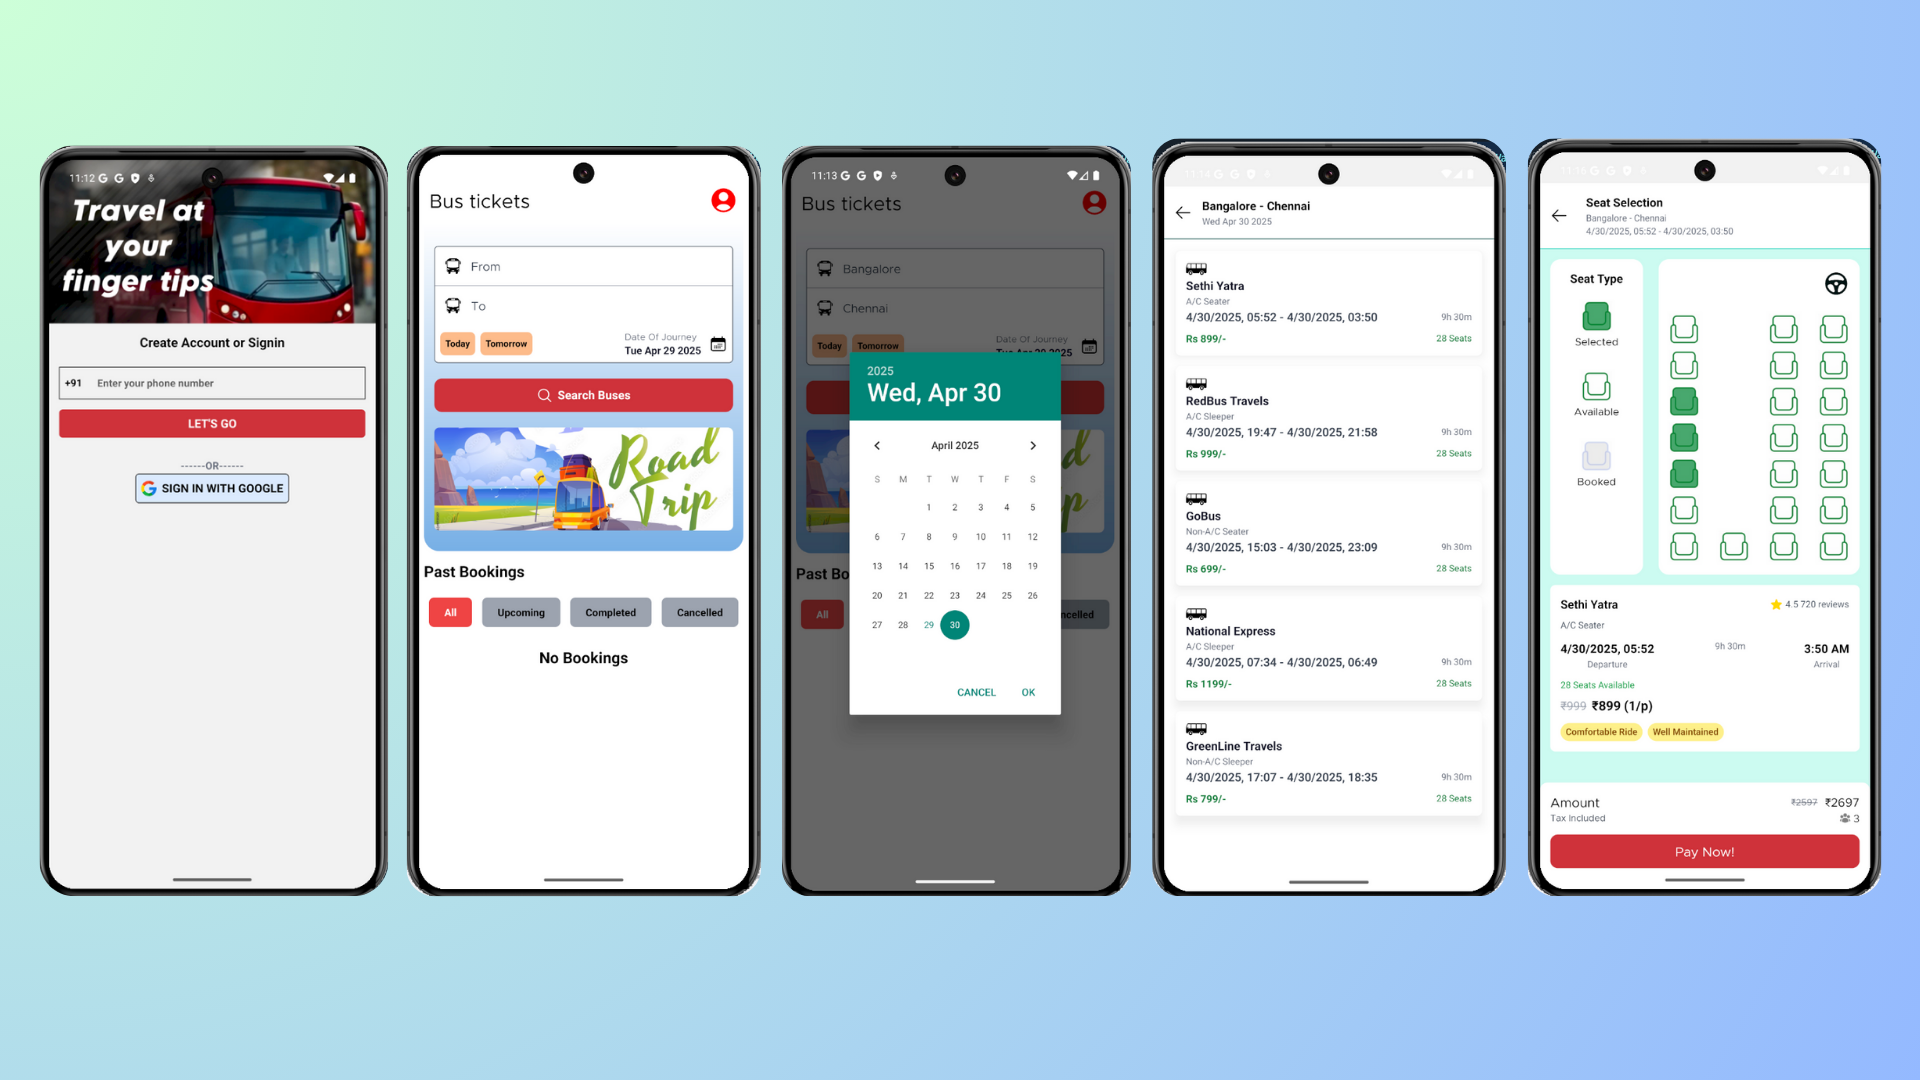 11:12
Travel at
your
finger tips
Create Account or Signin
+91 Enter your phone number
LET'S GO
------OR------
SIGN IN WITH GOOGLE
Bus tickets
From
To
Today Tomorrow
Date Of Journey
Tue Apr 29 2025
Search Buses
Road
Trip
Past Bookings
All Upcoming Completed Cancelled
No Bookings
11:13
Bus tickets
Bangalore
Chennai
Today Tomorrow
Date Of Journey
2025
Wed, Apr 30
April 2025
S M T W T F S
1 2 3 4 5
6 7 8 9 10 11 12
13 14 15 16 17 18 19
20 21 22 23 24 25 26
27 28 29 30
CANCEL OK
Past Bo
All ncelled
Bangalore - Chennai
Wed Apr 30 2025
Sethi Yatra
A/C Seater
4/30/2025, 05:52 - 4/30/2025, 03:50 9h 30m
Rs 899/- 28 Seats
RedBus Travels
A/C Sleeper
4/30/2025, 19:47 - 4/30/2025, 21:58 9h 30m
Rs 999/- 28 Seats
GoBus
Non-A/C Seater
4/30/2025, 15:03 - 4/30/2025, 23:09 9h 30m
Rs 699/- 28 Seats
National Express
A/C Sleeper
4/30/2025, 07:34 - 4/30/2025, 06:49 9h 30m
Rs 1199/- 28 Seats
GreenLine Travels
Non-A/C Sleeper
4/30/2025, 17:07 - 4/30/2025, 18:35 9h 30m
Rs 799/- 28 Seats
Seat Selection
Bangalore - Chennai
4/30/2025, 05:52 - 4/30/2025, 03:50
Seat Type
Selected
Available
Booked
Sethi Yatra 4.5 720 reviews
A/C Seater
4/30/2025, 05:52 9h 30m 3:50 AM
Departure Arrival
28 Seats Available
₹999 ₹899 (1/p)
Comfortable Ride Well Maintained
Amount ₹2597 ₹2697
Tax Included 3
Pay Now!